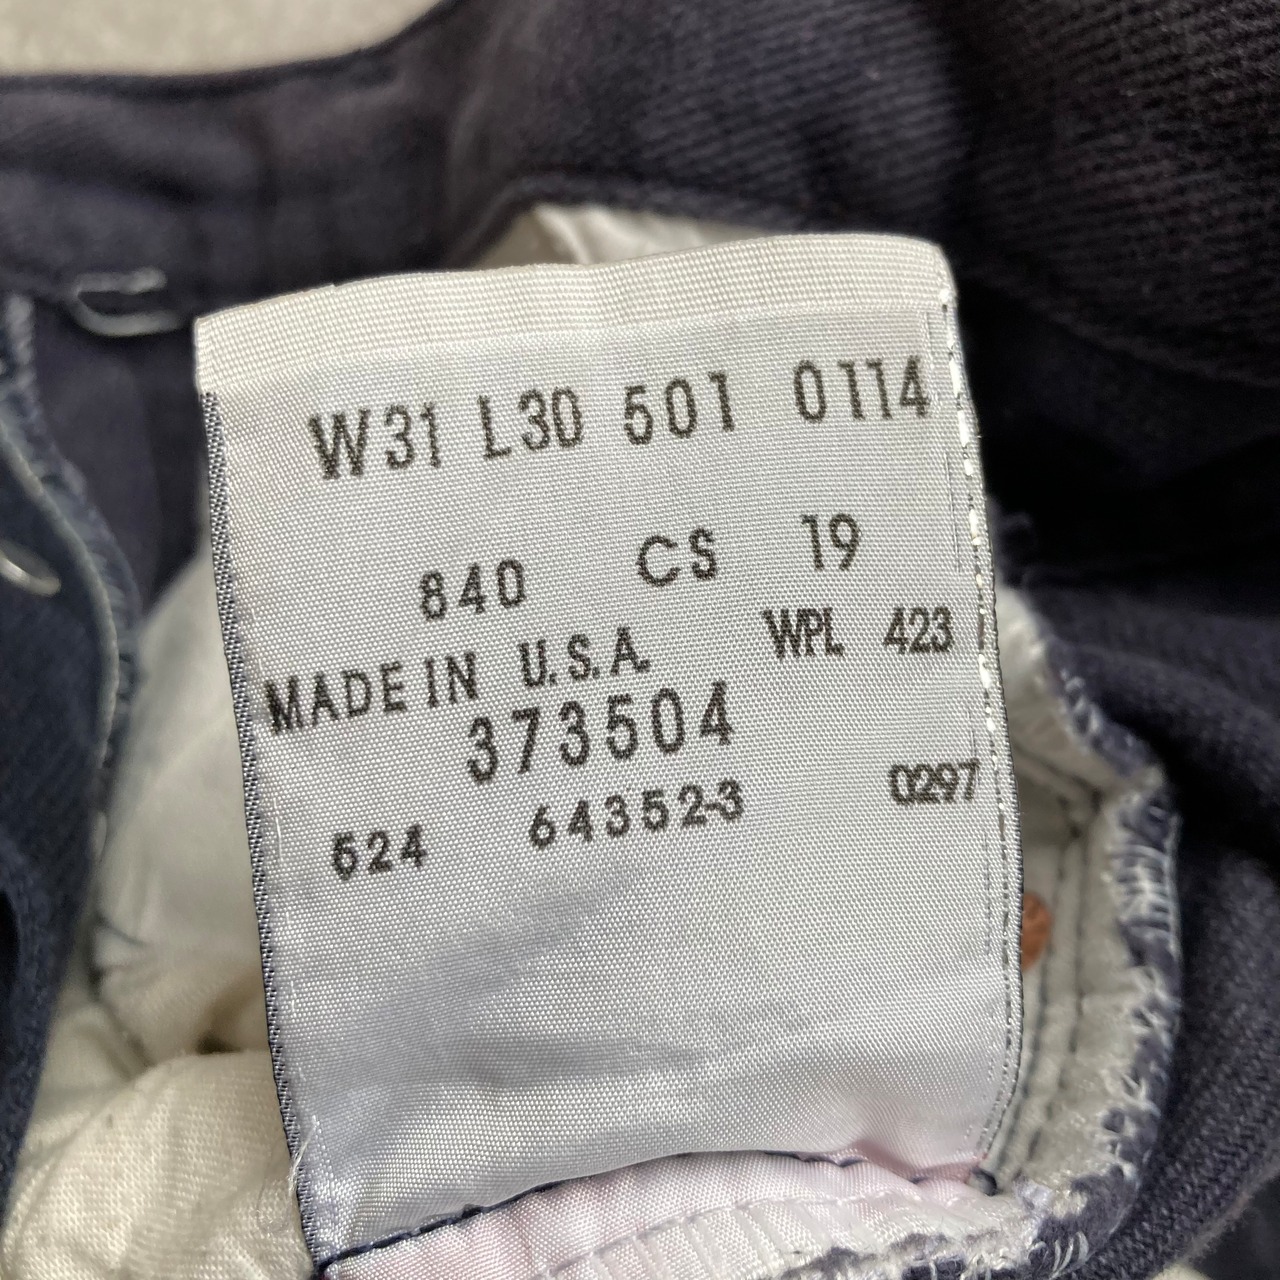 W31 L30 501 0114
840 CS 19
MADE IN U.S.A. WPL 423
373504
524 64352-3 0297